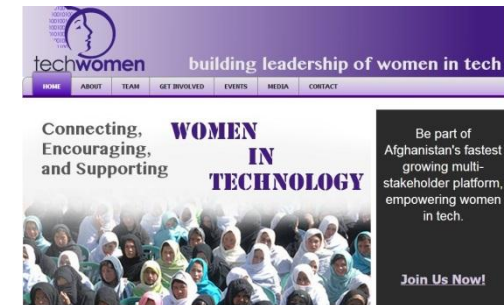 techwomen
building leadership of women in tech
HOME ABOUT TEAM GET INVOLVED EVENTS MEDIA CONTACT
Connecting,
Encouraging,
and Supporting
WOMEN
IN
TECHNOLOGY
Be part of
Afghanistan's fastest
growing multi-
stakeholder platform,
empowering women
in tech.
Join Us Now!